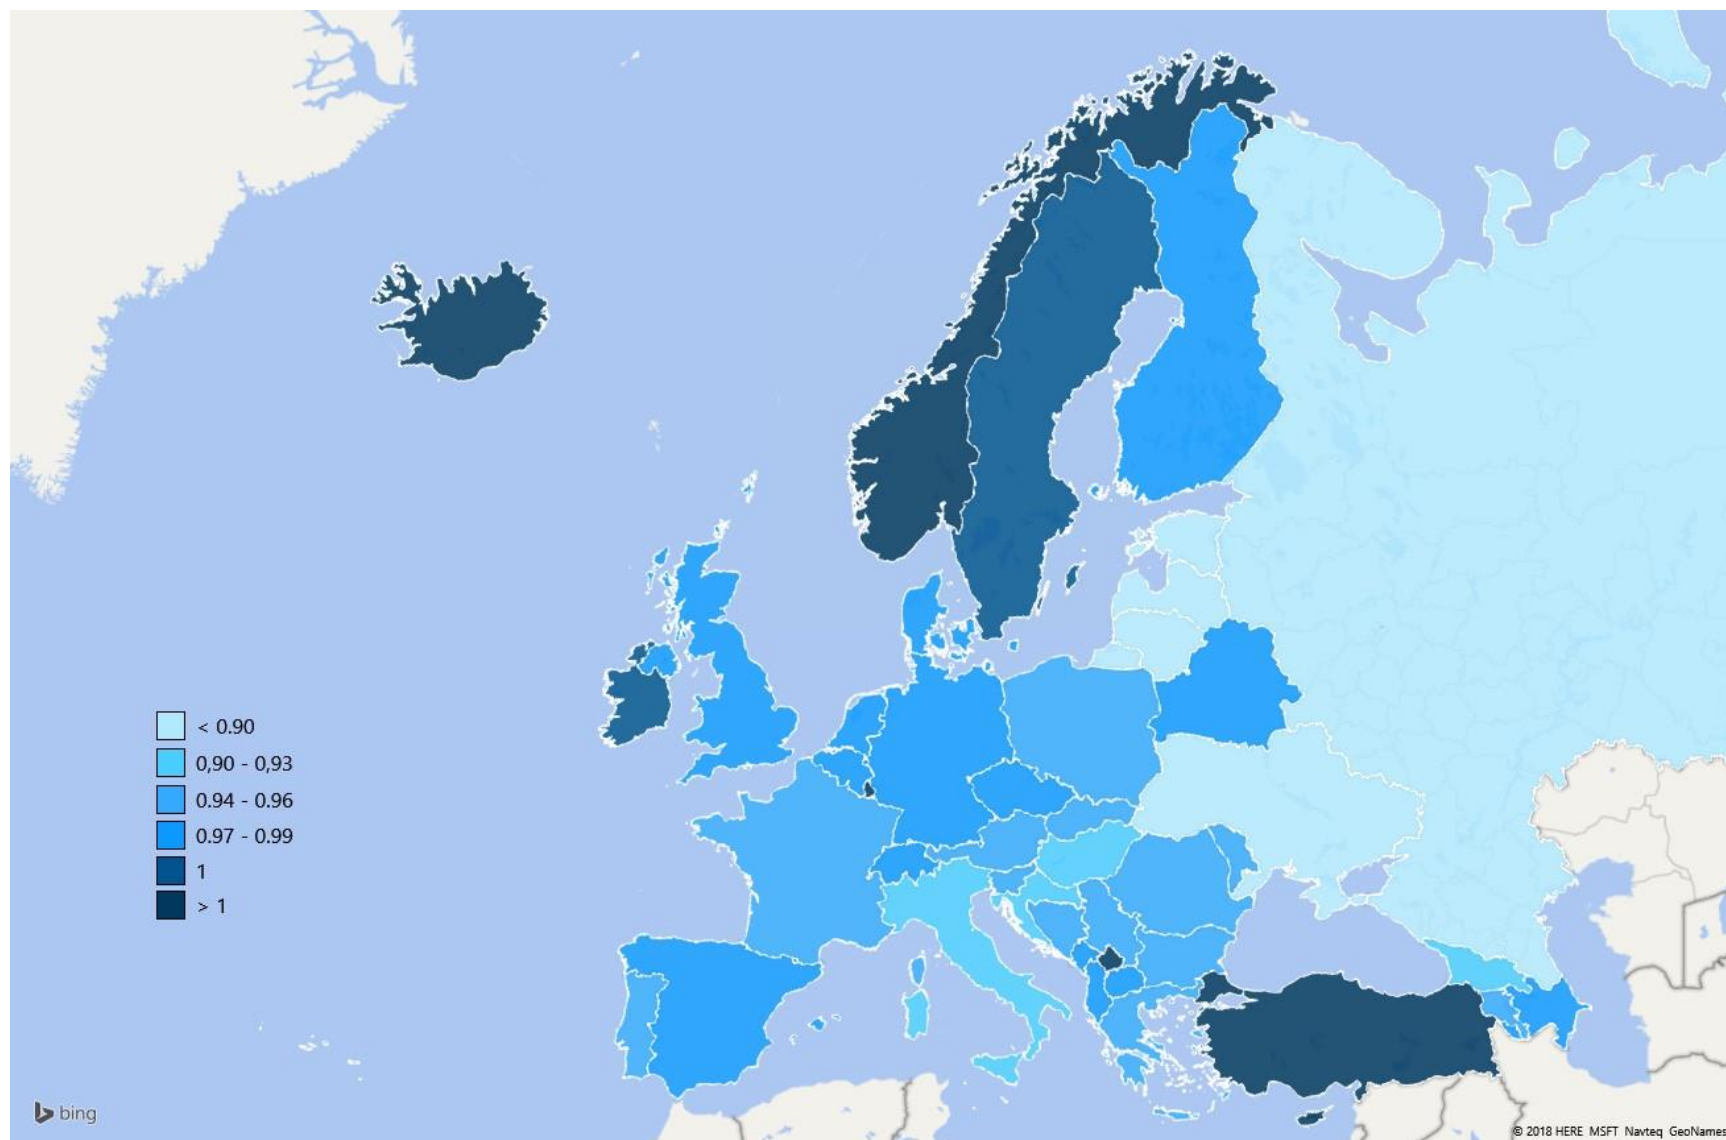 < 0.90
0,90 - 0,93
0.94 - 0.96
0.97 - 0.99
1
> 1
bing
© 2018 HERE MSFT Navteq GeoNames